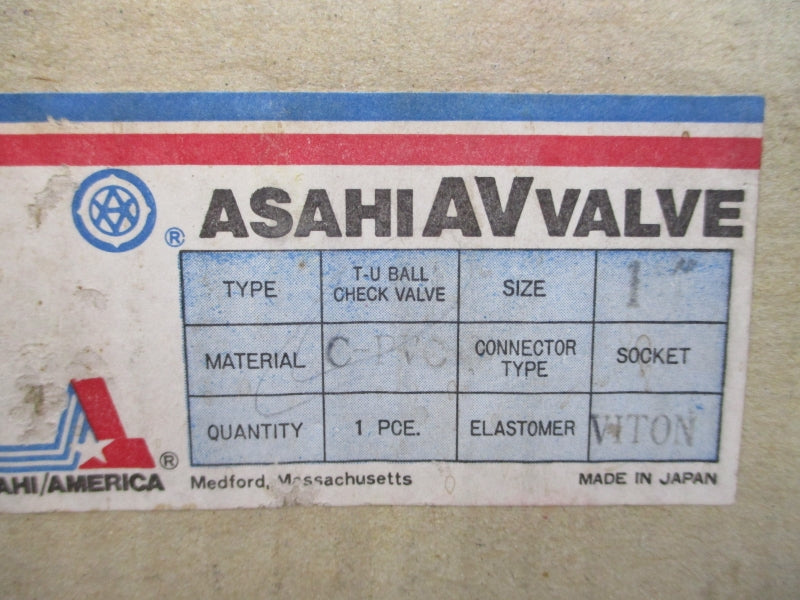 ® ASAHI AV VALVE
TYPE T-U BALL CHECK VALVE SIZE 1"
MATERIAL C-PVC CONNECTOR TYPE SOCKET
QUANTITY 1 PCE. ELASTOMER VITON
AHI/AMERICA ®
Medford, Massachusetts MADE IN JAPAN